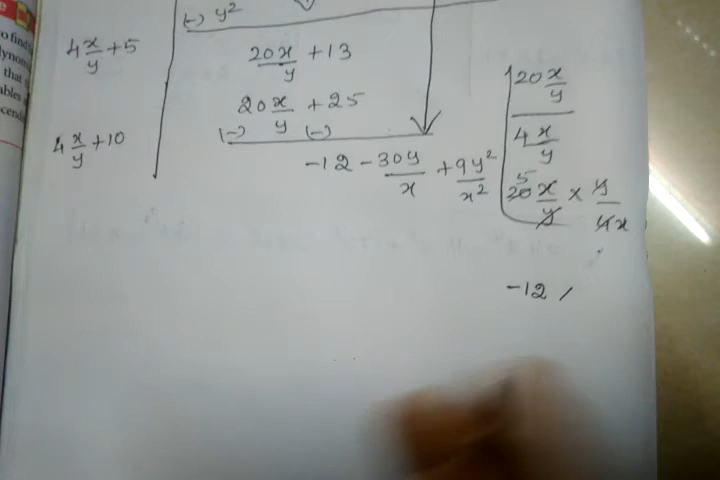 (-) y²
4x/y + 5
20x/y + 13
20x/y + 25
(-) (-)
4x/y + 10
-12 - 30y/x + 9y²/x²
20x/y
4x/y
5
20x/y × y/4x
-12 /